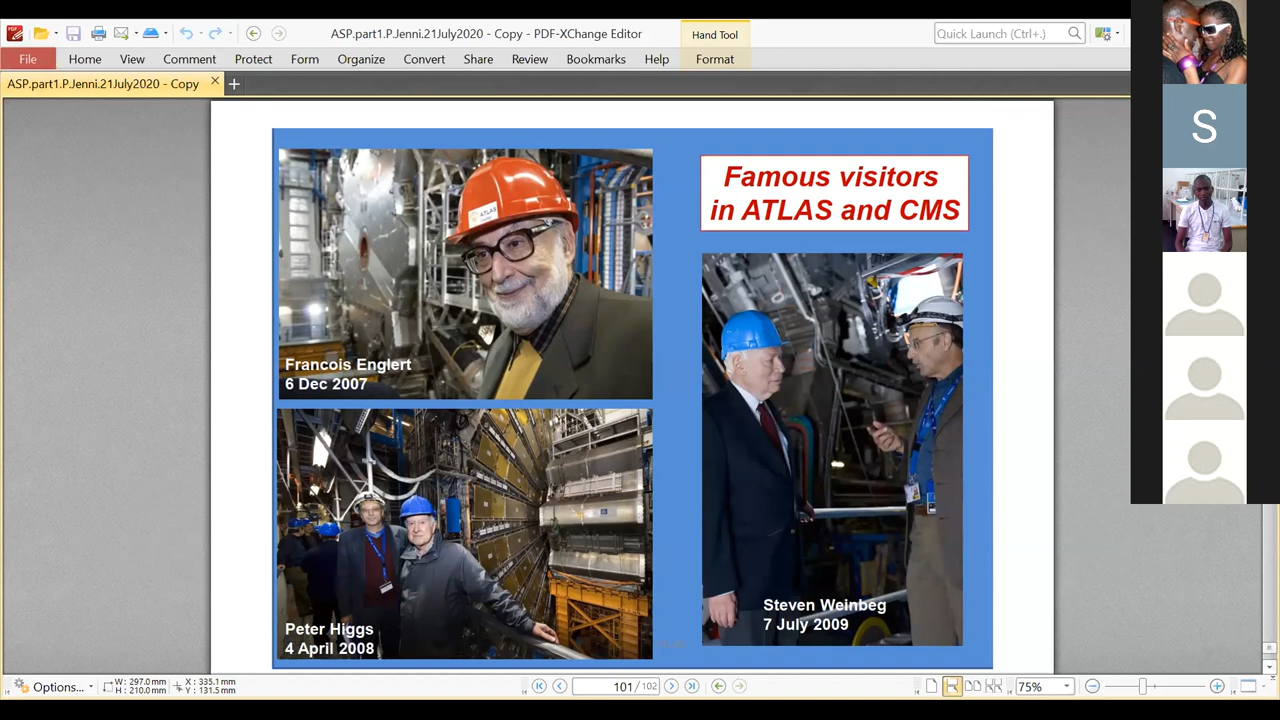 ASP.part1.P.Jenni.21July2020 - Copy - PDF-XChange Editor
Hand Tool
Quick Launch (Ctrl+.)
File Home View Comment Protect Form Organize Convert Share Review Bookmarks Help Format
ASP.part1.P.Jenni.21July2020 - Copy
Famous visitors
in ATLAS and CMS
ATLAS
Francois Englert
6 Dec 2007
Peter Higgs
4 April 2008
Steven Weinbeg
7 July 2009
S
Options...
W: 297.0mm
H: 210.0mm
X: 335.1mm
Y: 131.5mm
101 / 102
75%